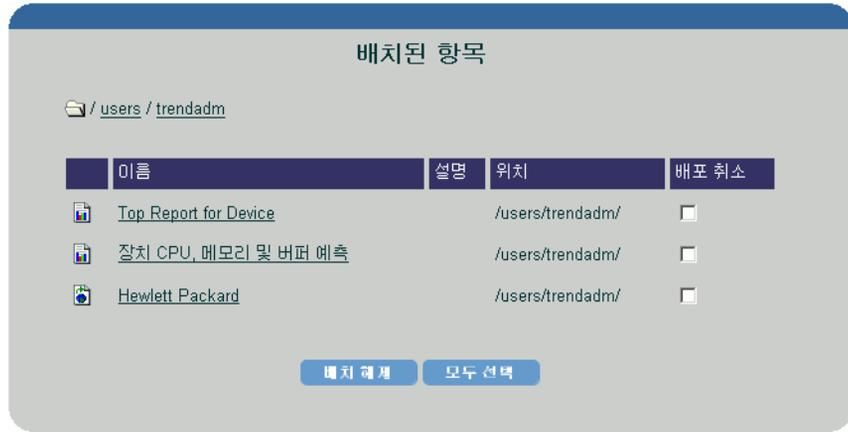 배치된 항목
/ users / trendadm
이름 설명 위치 배포 취소
Top Report for Device /users/trendadm/
장치 CPU, 메모리 및 버퍼 예측 /users/trendadm/
Hewlett Packard /users/trendadm/
배치 해제 모두 선택